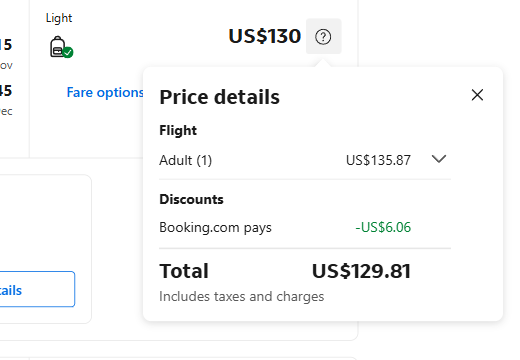 Light
15
ov
US$130
45
ec
Fare options
Price details
Flight
Adult (1) US$135.87
Discounts
Booking.com pays -US$6.06
Total US$129.81
Includes taxes and charges
ails